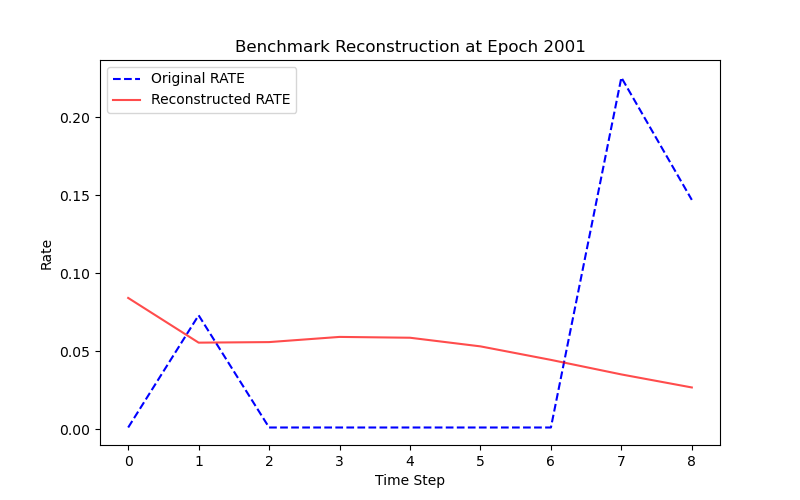 Benchmark Reconstruction at Epoch 2001
Original RATE
Reconstructed RATE
0.20
0.15
0.10
0.05
0.00
Rate
0 1 2 3 4 5 6 7 8
Time Step